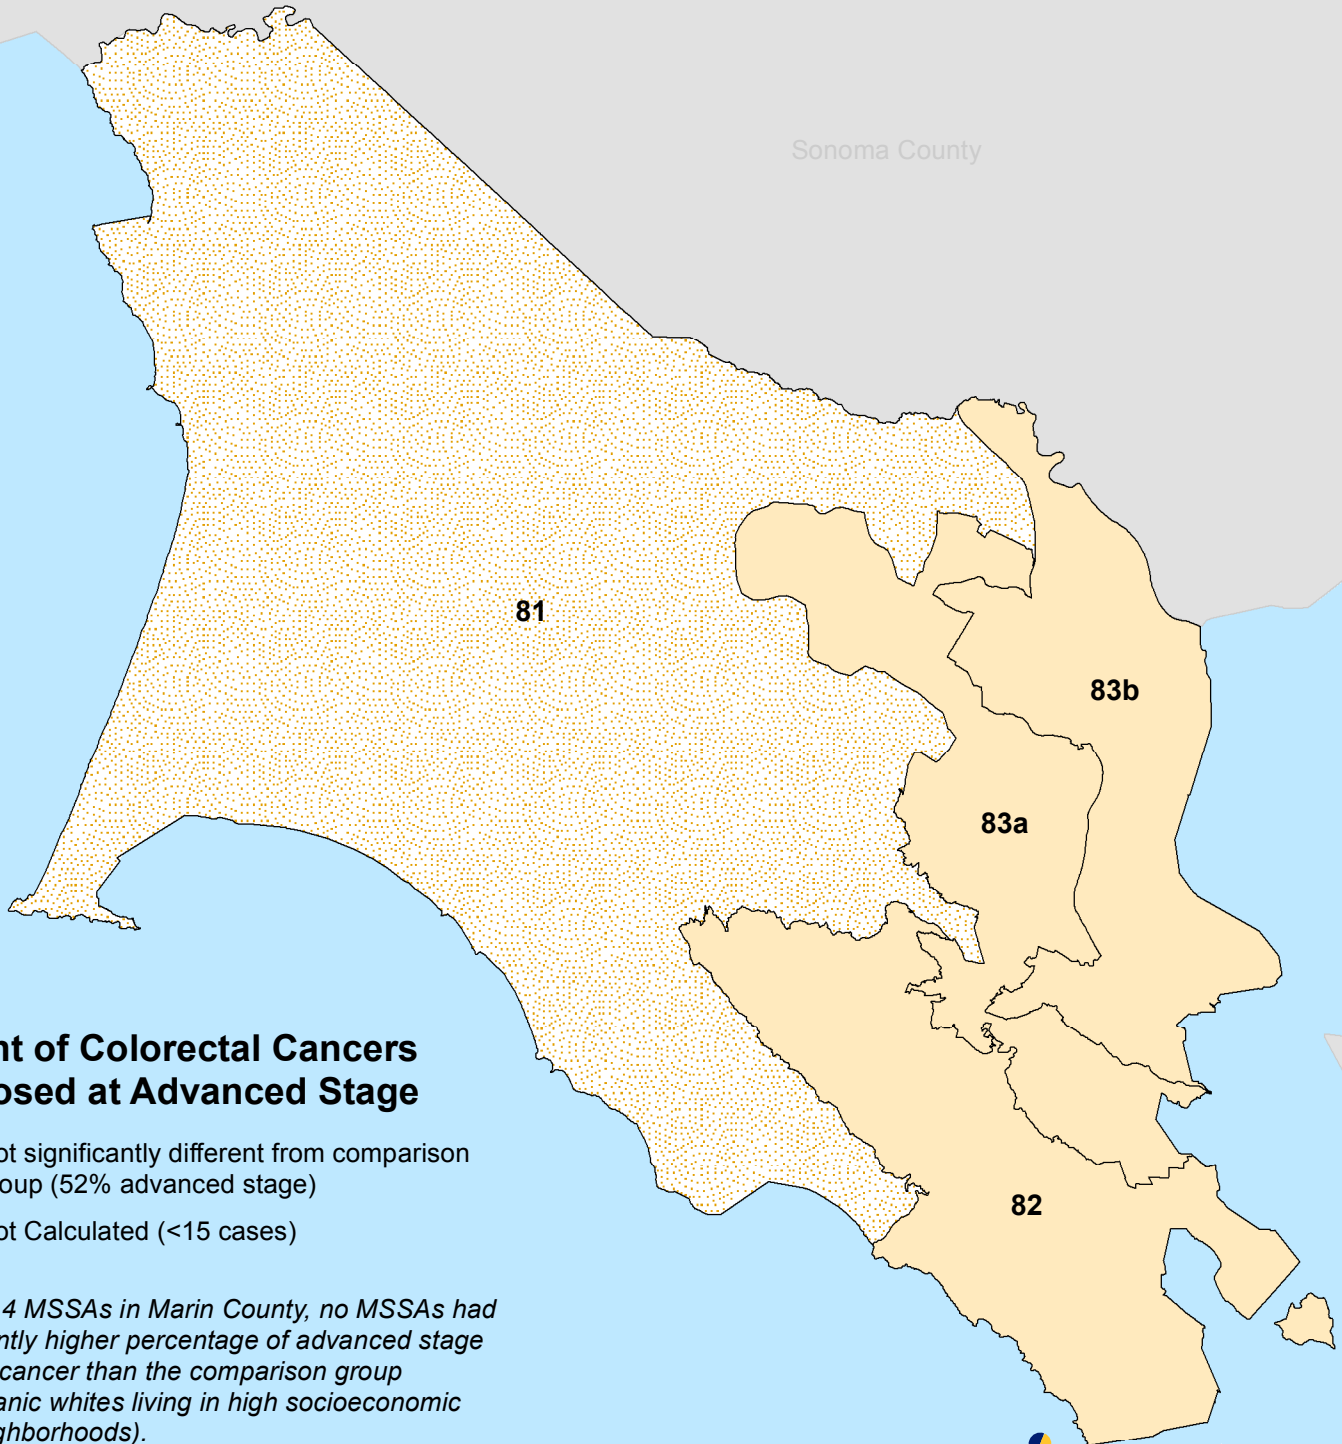 Sonoma County
81
83b
83a
82
nt of Colorectal Cancers
osed at Advanced Stage
ot significantly different from comparison
oup (52% advanced stage)
ot Calculated (<15 cases)
4 MSSAs in Marin County, no MSSAs had
ntly higher percentage of advanced stage
cancer than the comparison group
anic whites living in high socioeconomic
ghborhoods).